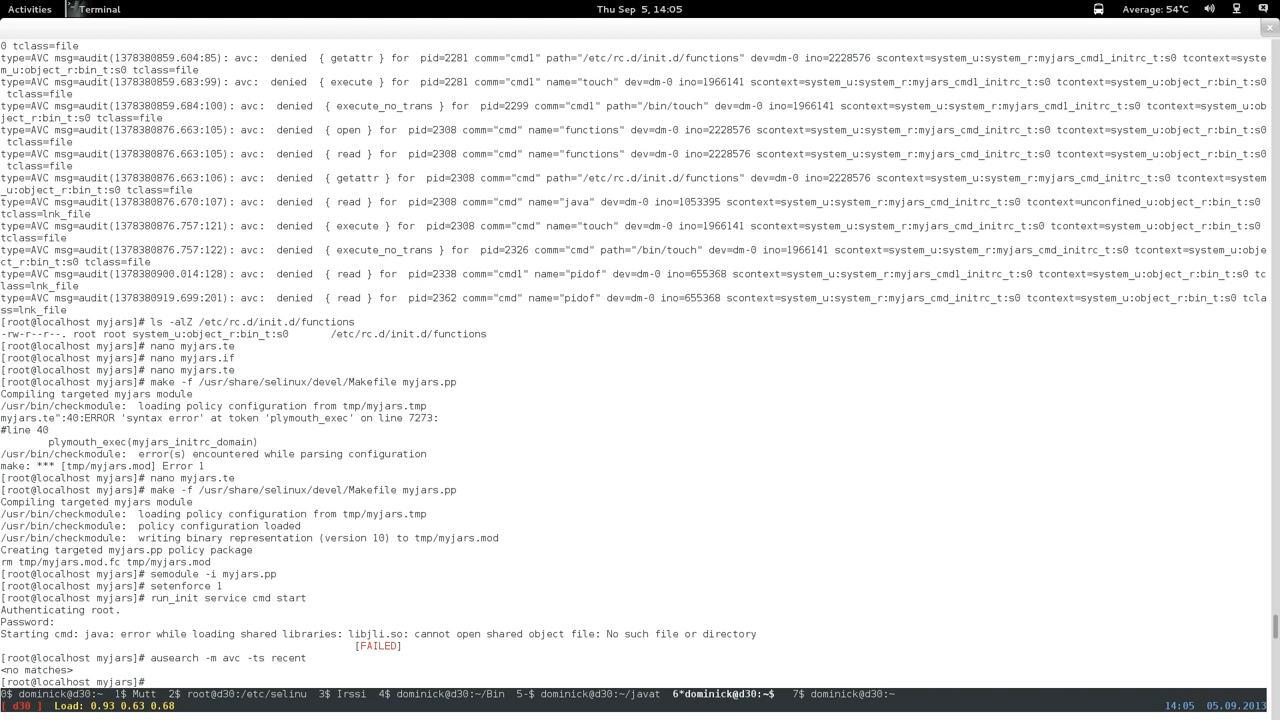 Activities Terminal Thu Sep 5, 14:05 Average: 54°C
0 tclass=file
type=AVC msg=audit(1378380859.604:85): avc:  denied  { getattr } for  pid=2281 comm="cmd1" path="/etc/rc.d/init.d/functions" dev=dm-0 ino=2228576 scontext=system_u:system_r:myjars_cmd1_initrc_t:s0 tcontext=syste
m_u:object_r:bin_t:s0 tclass=file
type=AVC msg=audit(1378380859.683:99): avc:  denied  { execute } for  pid=2281 comm="cmd1" name="touch" dev=dm-0 ino=1966141 scontext=system_u:system_r:myjars_cmd1_initrc_t:s0 tcontext=system_u:object_r:bin_t:s0
 tclass=file
type=AVC msg=audit(1378380859.684:100): avc:  denied  { execute_no_trans } for  pid=2299 comm="cmd1" path="/bin/touch" dev=dm-0 ino=1966141 scontext=system_u:system_r:myjars_cmd1_initrc_t:s0 tcontext=system_u:ob
ject_r:bin_t:s0 tclass=file
type=AVC msg=audit(1378380876.663:105): avc:  denied  { open } for  pid=2308 comm="cmd" name="functions" dev=dm-0 ino=2228576 scontext=system_u:system_r:myjars_cmd_initrc_t:s0 tcontext=system_u:object_r:bin_t:s0
tclass=file
type=AVC msg=audit(1378380876.663:105): avc:  denied  { read } for  pid=2308 comm="cmd" name="functions" dev=dm-0 ino=2228576 scontext=system_u:system_r:myjars_cmd_initrc_t:s0 tcontext=system_u:object_r:bin_t:s0
tclass=file
type=AVC msg=audit(1378380876.663:106): avc:  denied  { getattr } for  pid=2308 comm="cmd" path="/etc/rc.d/init.d/functions" dev=dm-0 ino=2228576 scontext=system_u:system_r:myjars_cmd_initrc_t:s0 tcontext=system
_u:object_r:bin_t:s0 tclass=file
type=AVC msg=audit(1378380876.670:107): avc:  denied  { read } for  pid=2308 comm="cmd" name="java" dev=dm-0 ino=1053395 scontext=system_u:system_r:myjars_cmd_initrc_t:s0 tcontext=unconfined_u:object_r:bin_t:s0
tclass=lnk_file
type=AVC msg=audit(1378380876.757:121): avc:  denied  { execute } for  pid=2308 comm="cmd" name="touch" dev=dm-0 ino=1966141 scontext=system_u:system_r:myjars_cmd_initrc_t:s0 tcontext=system_u:object_r:bin_t:s0
tclass=file
type=AVC msg=audit(1378380876.757:122): avc:  denied  { execute_no_trans } for  pid=2326 comm="cmd" path="/bin/touch" dev=dm-0 ino=1966141 scontext=system_u:system_r:myjars_cmd_initrc_t:s0 tcontext=system_u:obje
ct_r:bin_t:s0 tclass=file
type=AVC msg=audit(1378380900.014:128): avc:  denied  { read } for  pid=2338 comm="cmd1" name="pidof" dev=dm-0 ino=655368 scontext=system_u:system_r:myjars_cmd1_initrc_t:s0 tcontext=system_u:object_r:bin_t:s0 tc
lass=lnk_file
type=AVC msg=audit(1378380919.699:201): avc:  denied  { read } for  pid=2362 comm="cmd" name="pidof" dev=dm-0 ino=655368 scontext=system_u:system_r:myjars_cmd_initrc_t:s0 tcontext=system_u:object_r:bin_t:s0 tcla
ss=lnk_file
[root@localhost myjars]# ls -alZ /etc/rc.d/init.d/functions
-rw-r--r--. root root system_u:object_r:bin_t:s0       /etc/rc.d/init.d/functions
[root@localhost myjars]# nano myjars.te
[root@localhost myjars]# nano myjars.if
[root@localhost myjars]# nano myjars.te
[root@localhost myjars]# make -f /usr/share/selinux/devel/Makefile myjars.pp
Compiling targeted myjars module
/usr/bin/checkmodule:  loading policy configuration from tmp/myjars.tmp
myjars.te":40:ERROR 'syntax error' at token 'plymouth_exec' on line 7273:
#line 40
        plymouth_exec(myjars_initrc_domain)
/usr/bin/checkmodule:  error(s) encountered while parsing configuration
make: *** [tmp/myjars.mod] Error 1
[root@localhost myjars]# nano myjars.te
[root@localhost myjars]# make -f /usr/share/selinux/devel/Makefile myjars.pp
Compiling targeted myjars module
/usr/bin/checkmodule:  loading policy configuration from tmp/myjars.tmp
/usr/bin/checkmodule:  policy configuration loaded
/usr/bin/checkmodule:  writing binary representation (version 10) to tmp/myjars.mod
Creating targeted myjars.pp policy package
rm tmp/myjars.mod.fc tmp/myjars.mod
[root@localhost myjars]# semodule -i myjars.pp
[root@localhost myjars]# setenforce 1
[root@localhost myjars]# run_init service cmd start
Authenticating root.
Password:
Starting cmd: java: error while loading shared libraries: libjli.so: cannot open shared object file: No such file or directory
                                                           [FAILED]
[root@localhost myjars]# ausearch -m avc -ts recent
<no matches>
[root@localhost myjars]#
0$ dominick@d30:~  1$ Mutt  2$ root@d30:/etc/selinu  3$ Irssi  4$ dominick@d30:~/Bin  5-$ dominick@d30:~/javat  6*dominick@d30:~$   7$ dominick@d30:~
[ d30 ]  Load: 0.93 0.63 0.68 14:05  05.09.2013